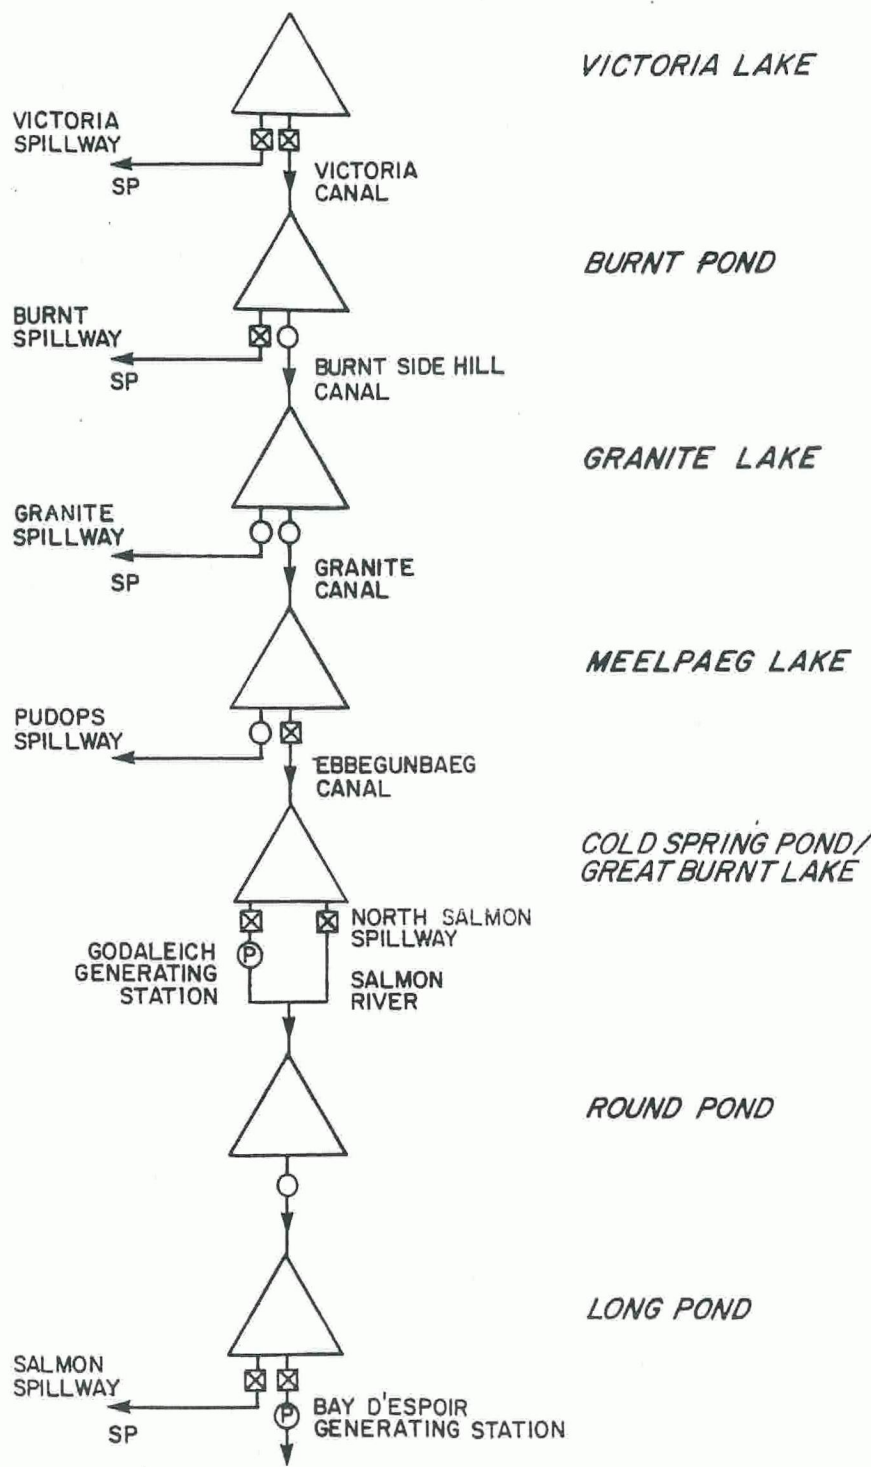 VICTORIA LAKE
VICTORIA
SPILLWAY
SP
VICTORIA
CANAL
BURNT POND
BURNT
SPILLWAY
SP
BURNT SIDE HILL
CANAL
GRANITE LAKE
GRANITE
SPILLWAY
SP
GRANITE
CANAL
MEELPAEG LAKE
PUDOPS
SPILLWAY
EBBEGUNBAEG
CANAL
COLD SPRING POND/
GREAT BURNT LAKE
NORTH SALMON
SPILLWAY
GODALEICH
GENERATING
STATION
P
SALMON
RIVER
ROUND POND
LONG POND
SALMON
SPILLWAY
SP
P
BAY D'ESPOIR
GENERATING STATION